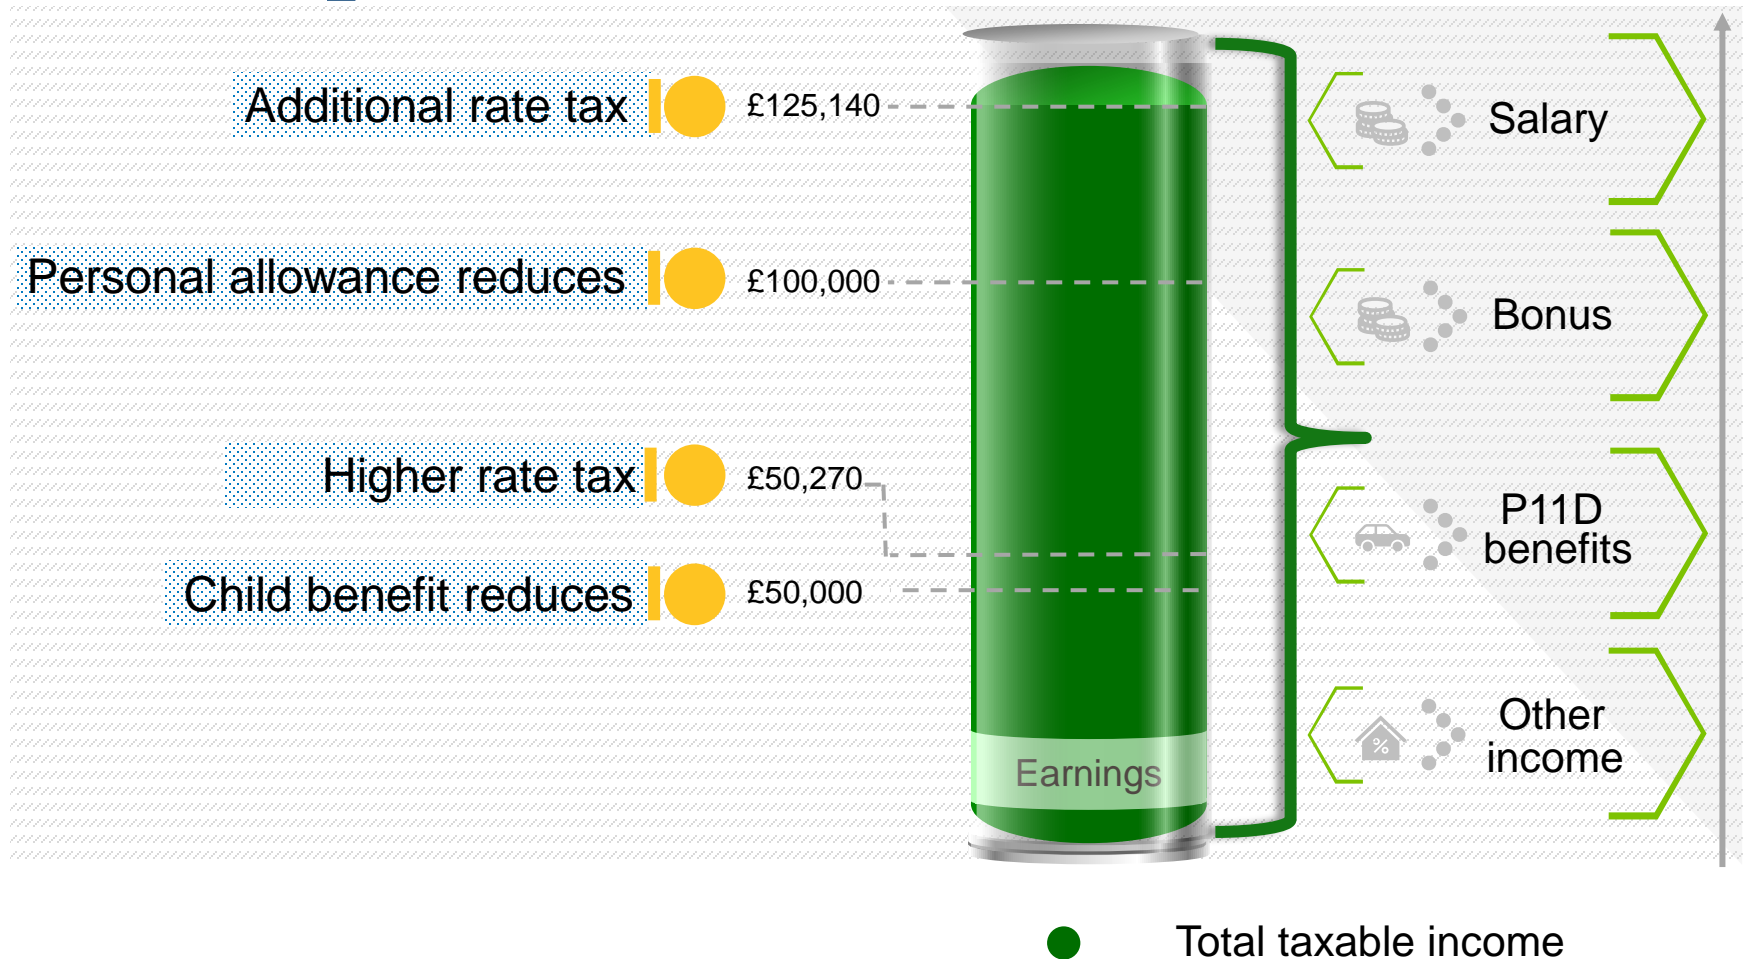 Additional rate tax
£125,140
Personal allowance reduces
£100,000
Higher rate tax
£50,270
Child benefit reduces
£50,000
Earnings
Salary
Bonus
P11D
benefits
%
Other
income
Total taxable income